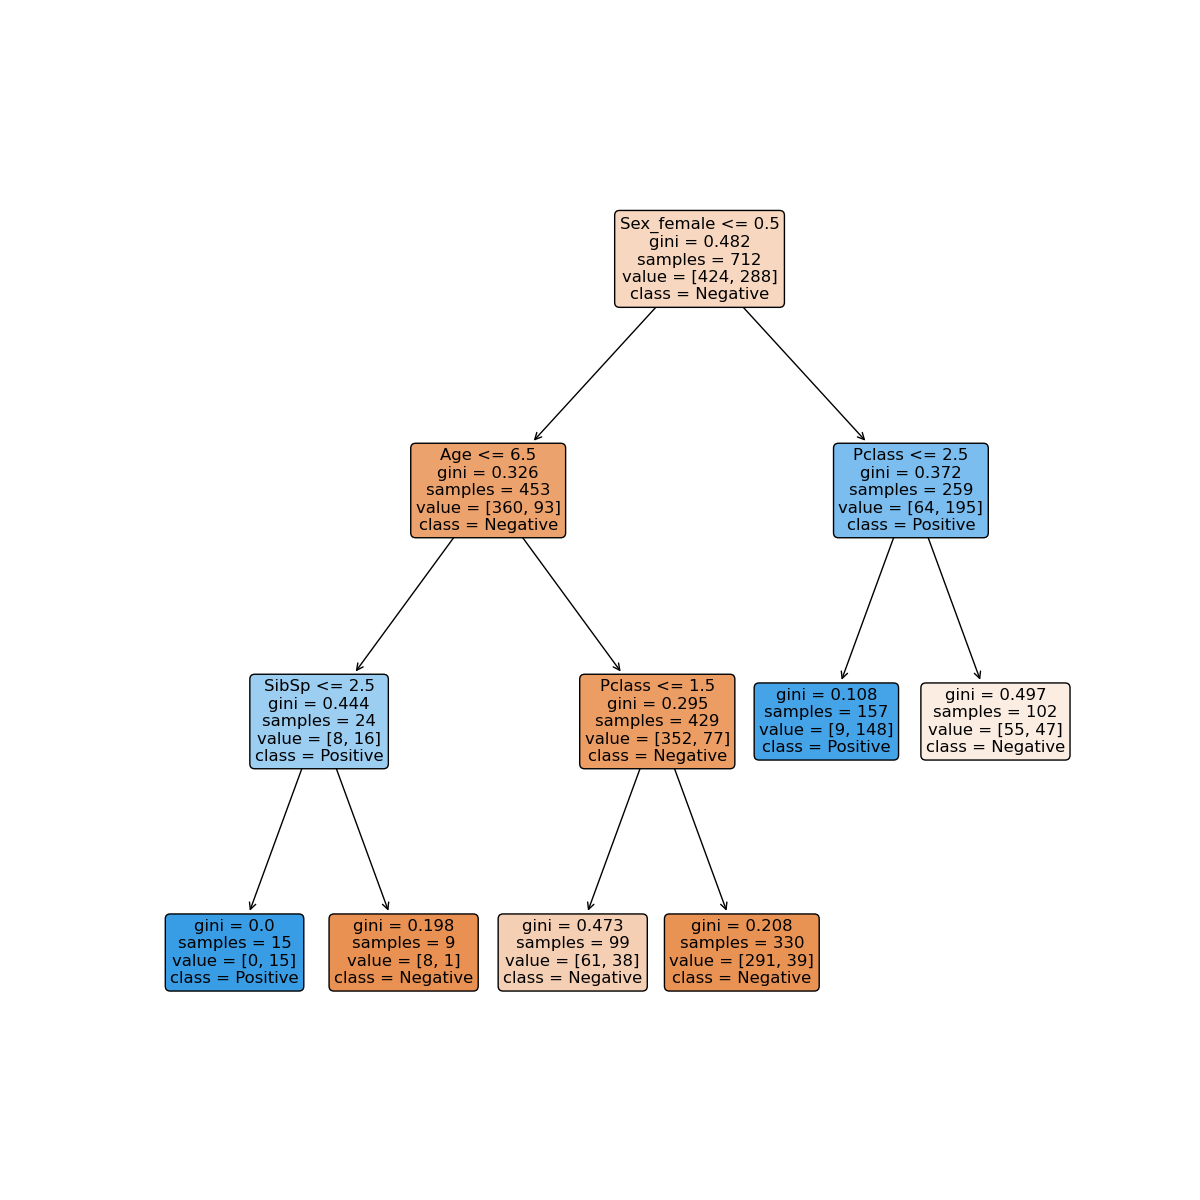 Sex_female <= 0.5
gini = 0.482
samples = 712
value = [424, 288]
class = Negative
Age <= 6.5
gini = 0.326
samples = 453
value = [360, 93]
class = Negative
Pclass <= 2.5
gini = 0.372
samples = 259
value = [64, 195]
class = Positive
SibSp <= 2.5
gini = 0.444
samples = 24
value = [8, 16]
class = Positive
Pclass <= 1.5
gini = 0.295
samples = 429
value = [352, 77]
class = Negative
gini = 0.108
samples = 157
value = [9, 148]
class = Positive
gini = 0.497
samples = 102
value = [55, 47]
class = Negative
gini = 0.0
samples = 15
value = [0, 15]
class = Positive
gini = 0.198
samples = 9
value = [8, 1]
class = Negative
gini = 0.473
samples = 99
value = [61, 38]
class = Negative
gini = 0.208
samples = 330
value = [291, 39]
class = Negative